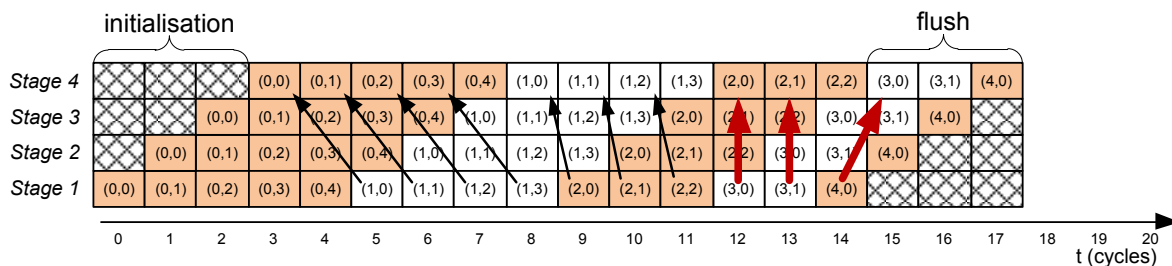 initialisation flush
Stage 4 (0,0) (0,1) (0,2) (0,3) (0,4) (1,0) (1,1) (1,2) (1,3) (2,0) (2,1) (2,2) (3,0) (3,1) (4,0)
Stage 3 (0,0) (0,1) (0,2) (0,3) (0,4) (1,0) (1,1) (1,2) (1,3) (2,0) (3,0) (3,1) (4,0)
Stage 2 (0,0) (0,1) (0,2) (0,3) (0,4) (1,0) (1,1) (1,2) (1,3) (2,0) (2,1) (2,2) (3,0) (3,1) (4,0)
Stage 1 (0,0) (0,1) (0,2) (0,3) (0,4) (1,0) (1,1) (1,2) (1,3) (2,0) (2,1) (2,2) (3,0) (3,1) (4,0)
0 1 2 3 4 5 6 7 8 9 10 11 12 13 14 15 16 17 18 19 20
t (cycles)